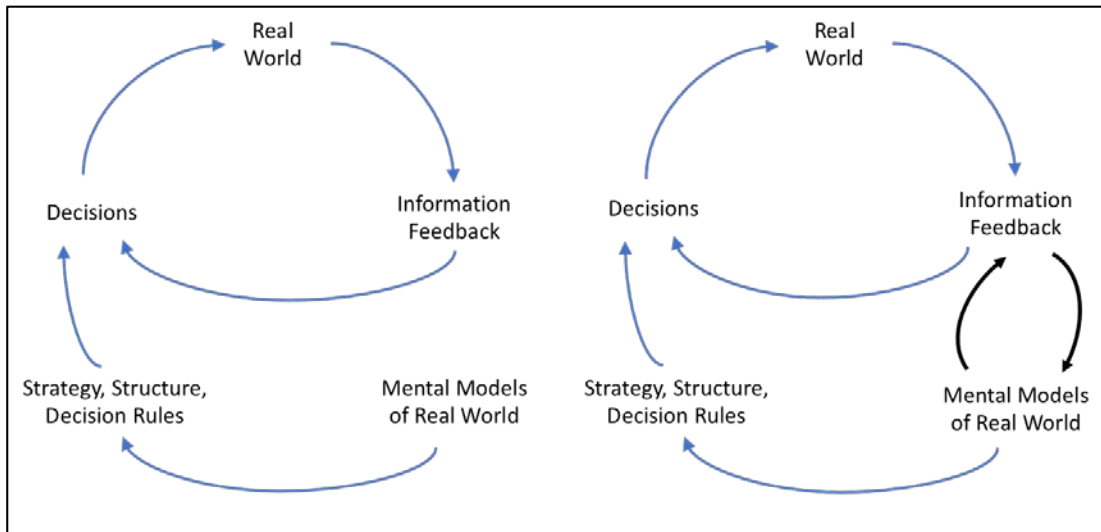 Real
World
Decisions
Information
Feedback
Strategy, Structure,
Decision Rules
Mental Models
of Real World
Real
World
Decisions
Information
Feedback
Strategy, Structure,
Decision Rules
Mental Models
of Real World